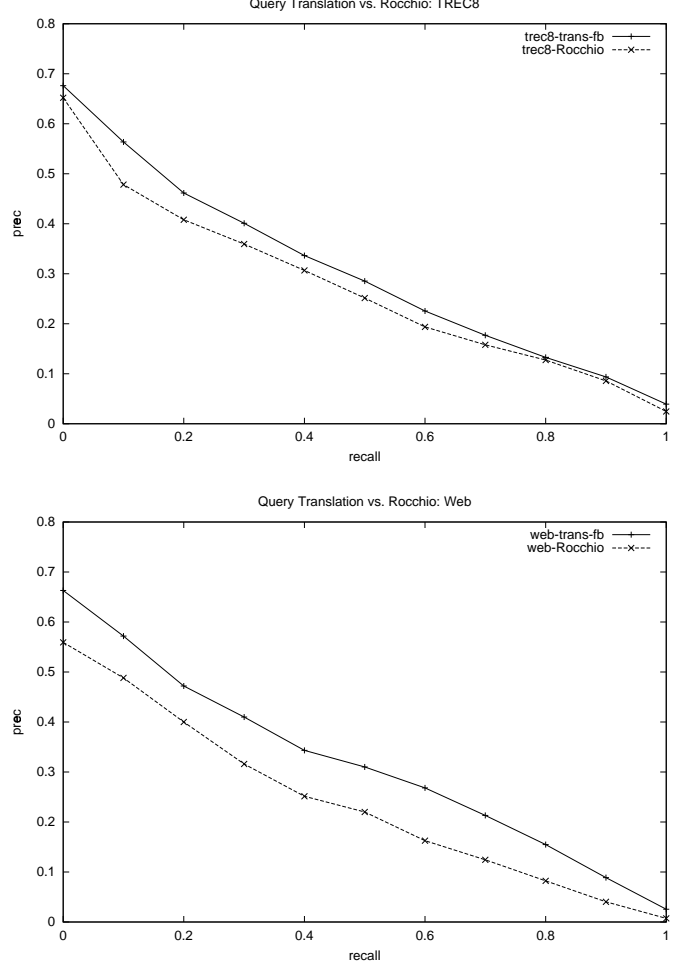 Query Translation vs. Rocchio: TREC8
0.8
trec8-trans-fb
trec8-Rocchio
0.7
0.6
0.5
0.4
prec
0.3
0.2
0.1
0
0 0.2 0.4 0.6 0.8 1
recall
Query Translation vs. Rocchio: Web
0.8
web-trans-fb
web-Rocchio
0.7
0.6
0.5
0.4
prec
0.3
0.2
0.1
0
0 0.2 0.4 0.6 0.8 1
recall